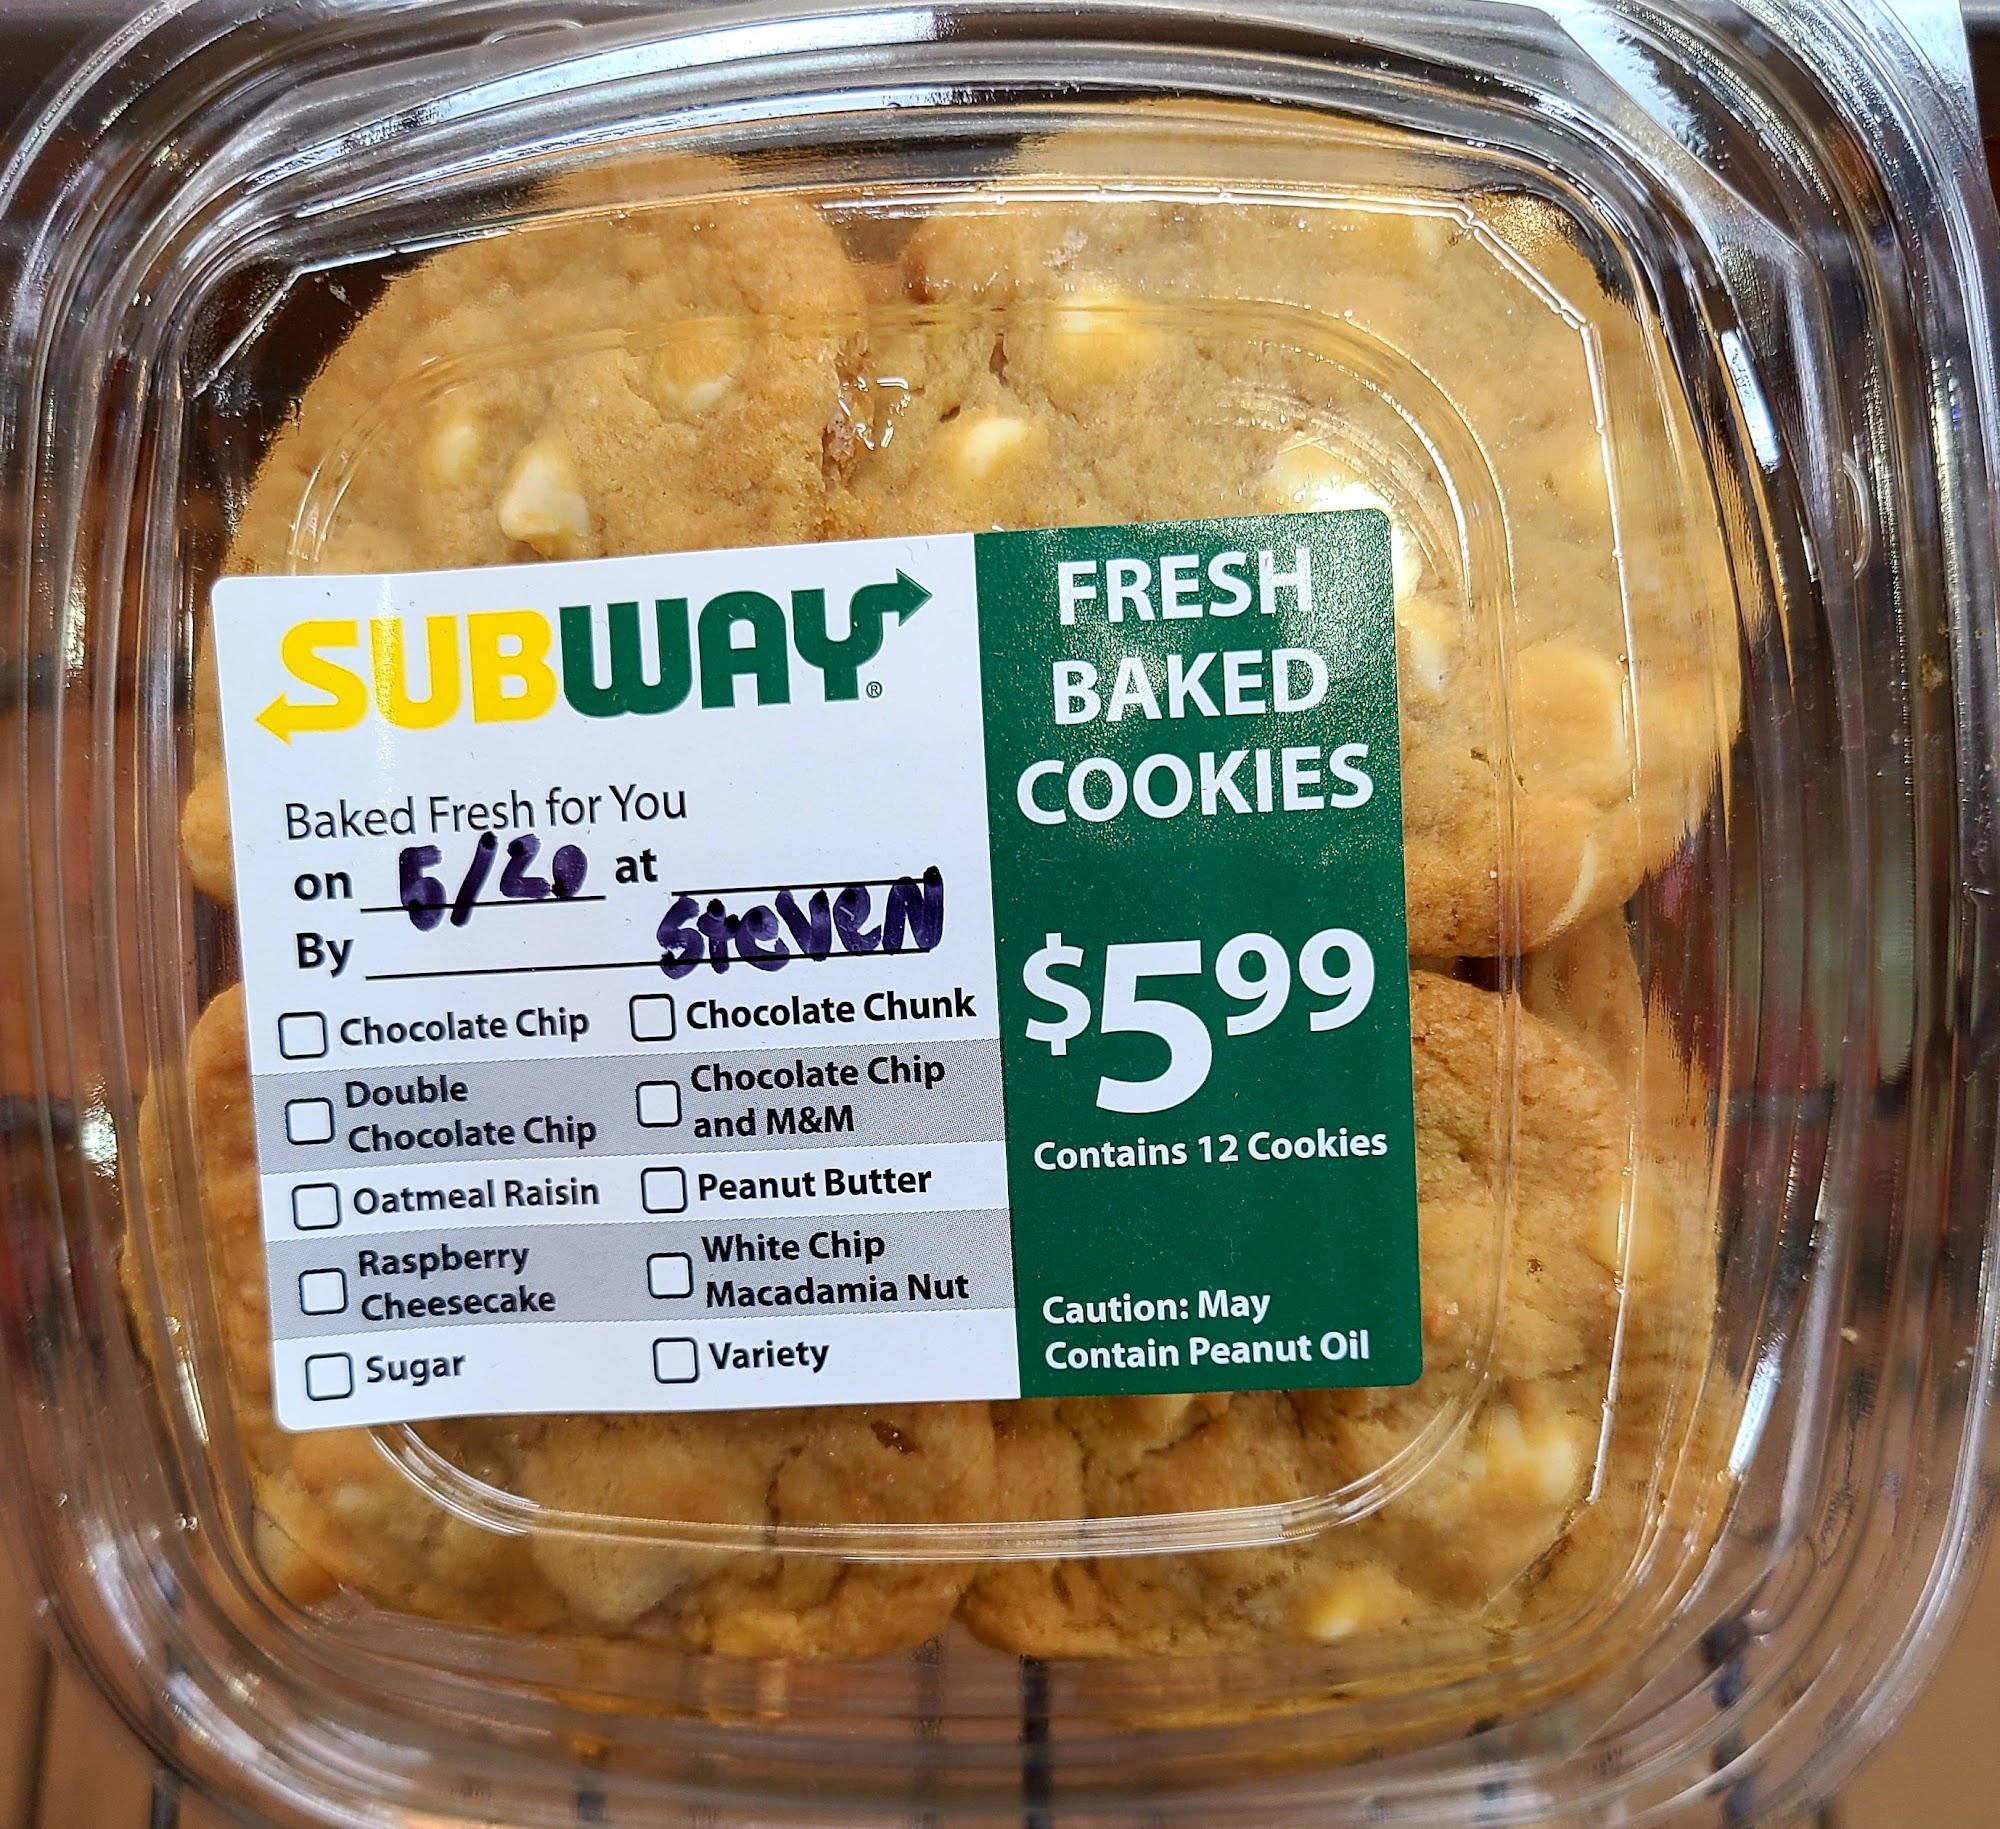 SUBWAY®
Baked Fresh for You
on 5/20 at
By Steven
Chocolate Chip
Chocolate Chunk
Double
Chocolate Chip
Chocolate Chip
and M&M
Oatmeal Raisin
Peanut Butter
Raspberry
Cheesecake
White Chip
Macadamia Nut
Sugar
Variety
FRESH
BAKED
COOKIES
$599
Contains 12 Cookies
Caution: May
Contain Peanut Oil